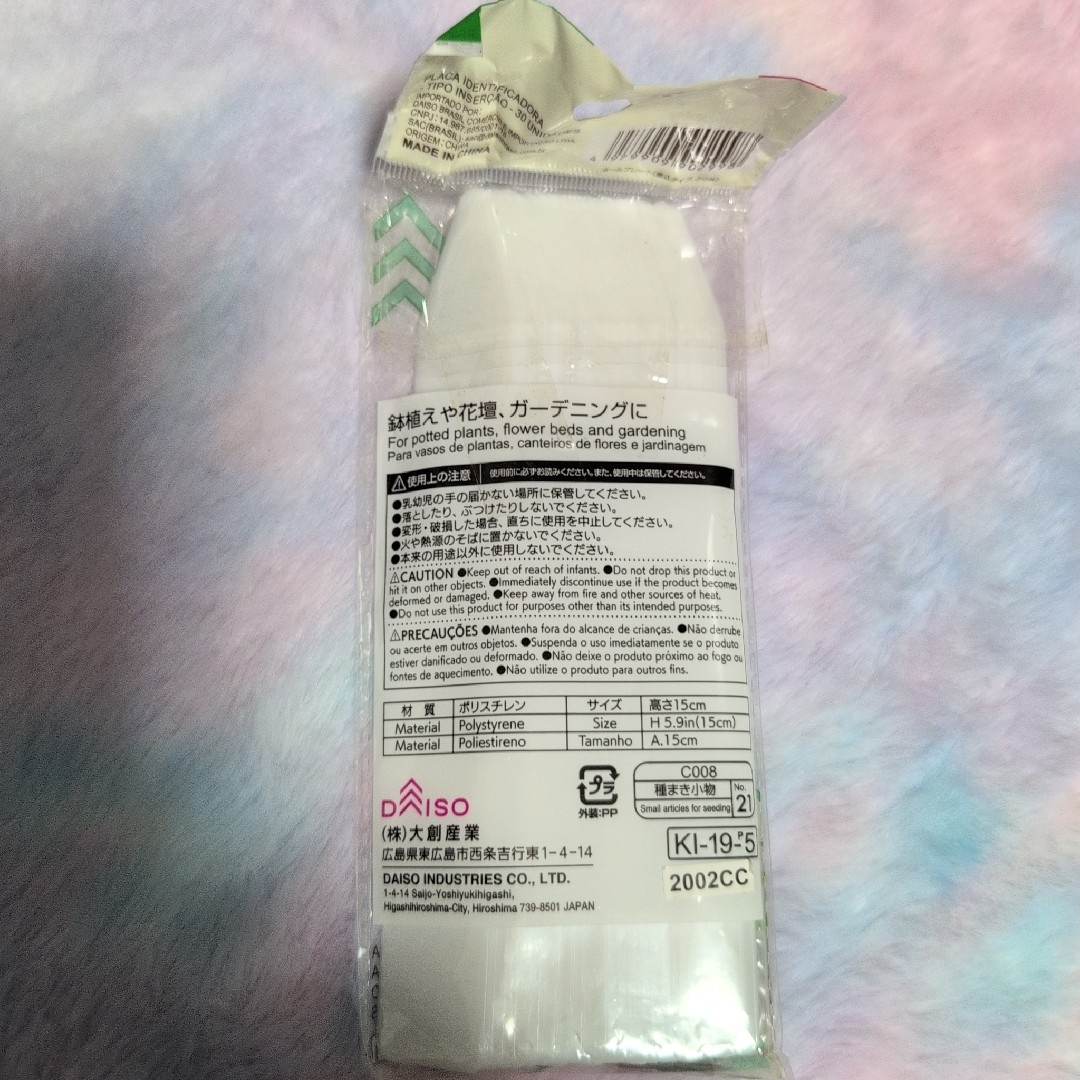 PLACA IDENTIFICADORA
TIPO INSERÇÃO - 30 UNIDADES
IMPORTADO POR:
DAISO BRASIL COMÉRCIO
CNPJ: 14.987.
SAC(BRASIL):
ORIGEM: CHINA
MADE IN CHINA
鉢植えや花壇、ガーデニングに
For potted plants, flower beds and gardening
Para vasos de plantas, canteiros de flores e jardinagem
⚠使用上の注意 使用前に必ずお読みください。また、使用中は保管してください。
●乳幼児の手の届かない場所に保管してください。
●落としたり、ぶつけたりしないでください。
●変形・破損した場合、直ちに使用を中止してください。
●火や熱源のそばに置かないでください。
●本来の用途以外に使用しないでください。
⚠CAUTION ●Keep out of reach of infants. ●Do not drop this product or
hit it on other objects. ●Immediately discontinue use if the product becomes
deformed or damaged. ●Keep away from fire and other sources of heat.
●Do not use this product for purposes other than its intended purposes.
⚠PRECAUÇÕES ●Mantenha fora do alcance de crianças. ●Não derrube
ou acerte em outros objetos. ●Suspenda o uso imediatamente se o produto
estiver danificado ou deformado. ●Não deixe o produto próximo ao fogo ou
fontes de aquecimento. ●Não utilize o produto para outros fins.
材質 ポリスチレン サイズ 高さ15cm
Material Polystyrene Size H 5.9in(15cm)
Material Poliestireno Tamanho A.15cm
DAISO
プラ
外装:PP
C008
種まき小物
Small articles for seeding
No.
21
(株)大創産業
広島県東広島市西条吉行東1-4-14
KI-19-P5
DAISO INDUSTRIES CO., LTD.
1-4-14 Saijo-Yoshiyukihigashi,
Higashihiroshima-City, Hiroshima 739-8501 JAPAN
2002CC